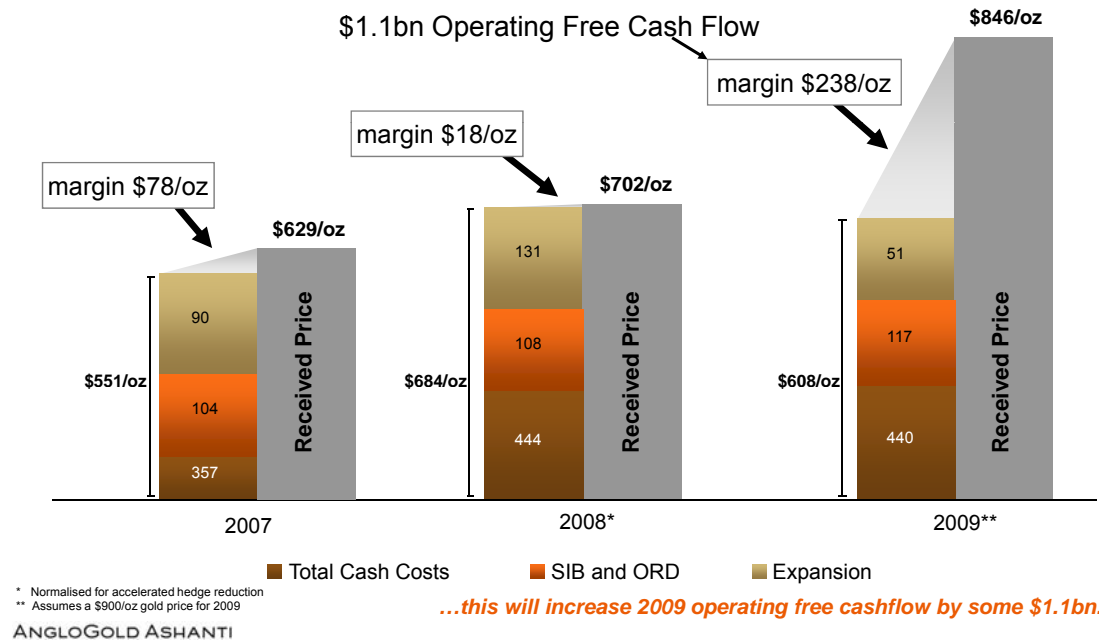 $1.1bn Operating Free Cash Flow
$846/oz
margin $238/oz
margin $18/oz
margin $78/oz
$702/oz
$629/oz
131
51
90
108
117
$551/oz
$684/oz
$608/oz
104
444
440
357
Received Price
Received Price
Received Price
2007
2008*
2009**
Total Cash Costs
SIB and ORD
Expansion
* Normalised for accelerated hedge reduction
** Assumes a $900/oz gold price for 2009
…this will increase 2009 operating free cashflow by some $1.1bn.
ANGLOGOLD ASHANTI